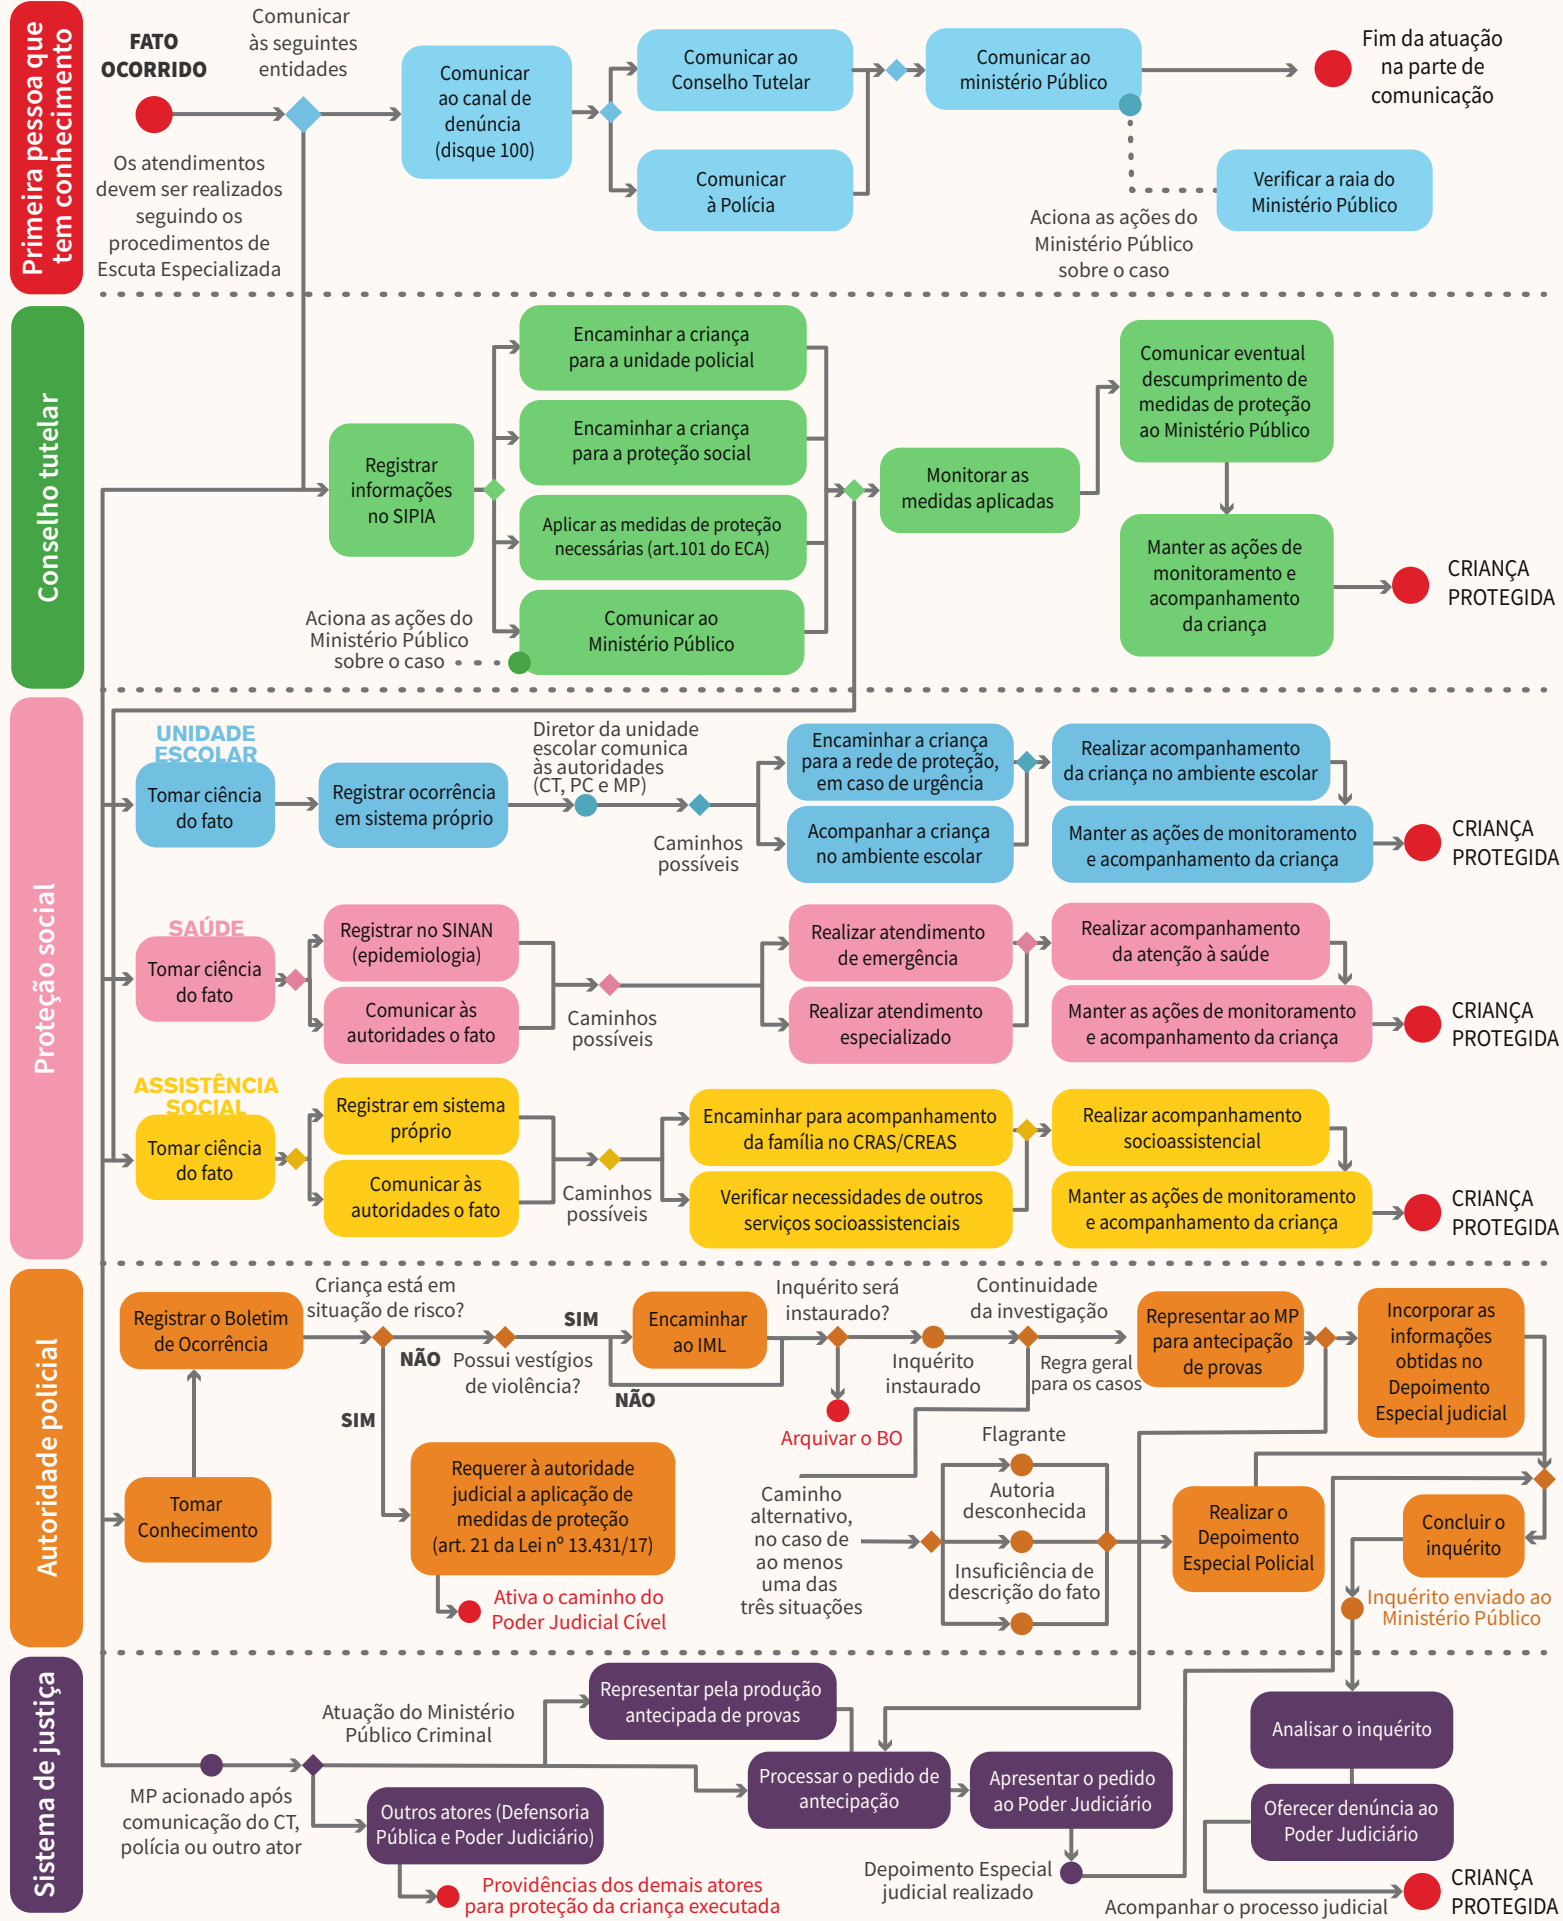 Primeira pessoa que
tem conhecimento
FATO
OCORRIDO
Comunicar
às seguintes
entidades
Os atendimentos
devem ser realizados
seguindo os
procedimentos de
Escuta Especializada
Comunicar
ao canal de
denúncia
(disque 100)
Comunicar ao
Conselho Tutelar
Comunicar
à Polícia
Comunicar ao
ministério Público
Aciona as ações do
Ministério Público
sobre o caso
Verificar a raia do
Ministério Público
Fim da atuação
na parte de
comunicação
Conselho tutelar
Registrar
informações
no SIPIA
Encaminhar a criança
para a unidade policial
Encaminhar a criança
para a proteção social
Aplicar as medidas de proteção
necessárias (art.101 do ECA)
Comunicar ao
Ministério Público
Aciona as ações do
Ministério Público
sobre o caso
Monitorar as
medidas aplicadas
Comunicar eventual
descumprimento de
medidas de proteção
ao Ministério Público
Manter as ações de
monitoramento e
acompanhamento
da criança
CRIANÇA
PROTEGIDA
Proteção social
UNIDADE
ESCOLAR
Tomar ciência
do fato
Registrar ocorrência
em sistema próprio
Diretor da unidade
escolar comunica
às autoridades
(CT, PC e MP)
Caminhos
possíveis
Encaminhar a criança
para a rede de proteção,
em caso de urgência
Acompanhar a criança
no ambiente escolar
Realizar acompanhamento
da criança no ambiente escolar
Manter as ações de monitoramento
e acompanhamento da criança
CRIANÇA
PROTEGIDA
SAÚDE
Tomar ciência
do fato
Registrar no SINAN
(epidemiologia)
Comunicar às
autoridades o fato
Caminhos
possíveis
Realizar atendimento
de emergência
Realizar atendimento
especializado
Realizar acompanhamento
da atenção à saúde
Manter as ações de monitoramento
e acompanhamento da criança
CRIANÇA
PROTEGIDA
ASSISTÊNCIA
SOCIAL
Tomar ciência
do fato
Registrar em sistema
próprio
Comunicar às
autoridades o fato
Caminhos
possíveis
Encaminhar para acompanhamento
da família no CRAS/CREAS
Verificar necessidades de outros
serviços socioassistenciais
Realizar acompanhamento
socioassistencial
Manter as ações de monitoramento
e acompanhamento da criança
CRIANÇA
PROTEGIDA
Autoridade policial
Registrar o Boletim
de Ocorrência
Tomar
Conhecimento
Criança está em
situação de risco?
NÃO
SIM
Possui vestígios
de violência?
SIM
NÃO
Encaminhar
ao IML
Requerer à autoridade
judicial a aplicação de
medidas de proteção
(art. 21 da Lei nº 13.431/17)
Ativa o caminho do
Poder Judicial Cível
Inquérito será
instaurado?
Arquivar o BO
Inquérito
instaurado
Continuidade
da investigação
Regra geral
para os casos
Caminho
alternativo,
no caso de
ao menos
uma das
três situações
Flagrante
Autoria
desconhecida
Insuficiência de
descrição do fato
Representar ao MP
para antecipação
de provas
Incorporar as
informações
obtidas no
Depoimento
Especial judicial
Realizar o
Depoimento
Especial Policial
Concluir o
inquérito
Inquérito enviado ao
Ministério Público
Sistema de justiça
MP acionado após
comunicação do CT,
polícia ou outro ator
Atuação do Ministério
Público Criminal
Outros atores (Defensoria
Pública e Poder Judiciário)
Providências dos demais atores
para proteção da criança executada
Representar pela produção
antecipada de provas
Processar o pedido de
antecipação
Apresentar o pedido
ao Poder Judiciário
Depoimento Especial
judicial realizado
Analisar o inquérito
Oferecer denúncia ao
Poder Judiciário
Acompanhar o processo judicial
CRIANÇA
PROTEGIDA